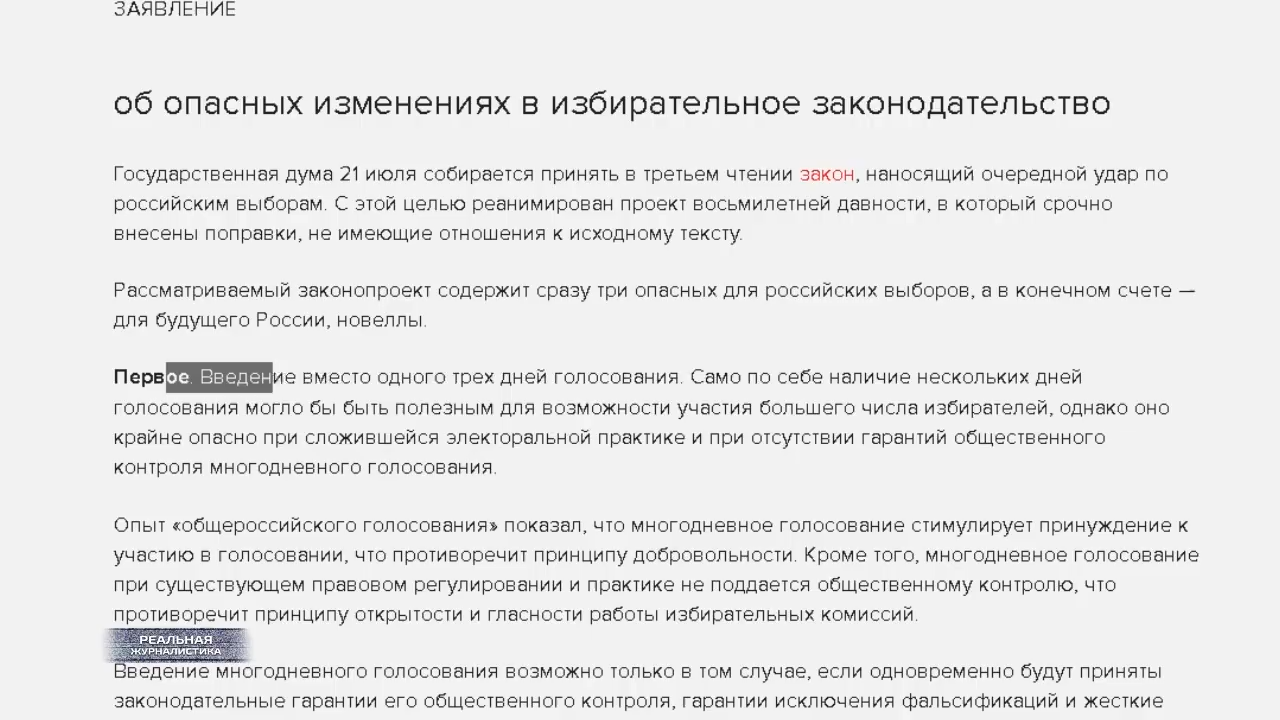 ЗАЯВЛЕНИЕ
об опасных изменениях в избирательное законодательство
Государственная дума 21 июля собирается принять в третьем чтении закон, наносящий очередной удар по
российским выборам. С этой целью реанимирован проект восьмилетней давности, в который срочно
внесены поправки, не имеющие отношения к исходному тексту.
Рассматриваемый законопроект содержит сразу три опасных для российских выборов, а в конечном счете —
для будущего России, новеллы.
Первое. Введение вместо одного трех дней голосования. Само по себе наличие нескольких дней
голосования могло бы быть полезным для возможности участия большего числа избирателей, однако оно
крайне опасно при сложившейся электоральной практике и при отсутствии гарантий общественного
контроля многодневного голосования.
Опыт «общероссийского голосования» показал, что многодневное голосование стимулирует принуждение к
участию в голосовании, что противоречит принципу добровольности. Кроме того, многодневное голосование
при существующем правовом регулировании и практике не поддается общественному контролю, что
противоречит принципу открытости и гласности работы избирательных комиссий.
РЕАЛЬНАЯ
ЖУРНАЛИСТИКА
Введение многодневного голосования возможно только в том случае, если одновременно будут приняты
законодательные гарантии его общественного контроля, гарантии исключения фальсификаций и жесткие